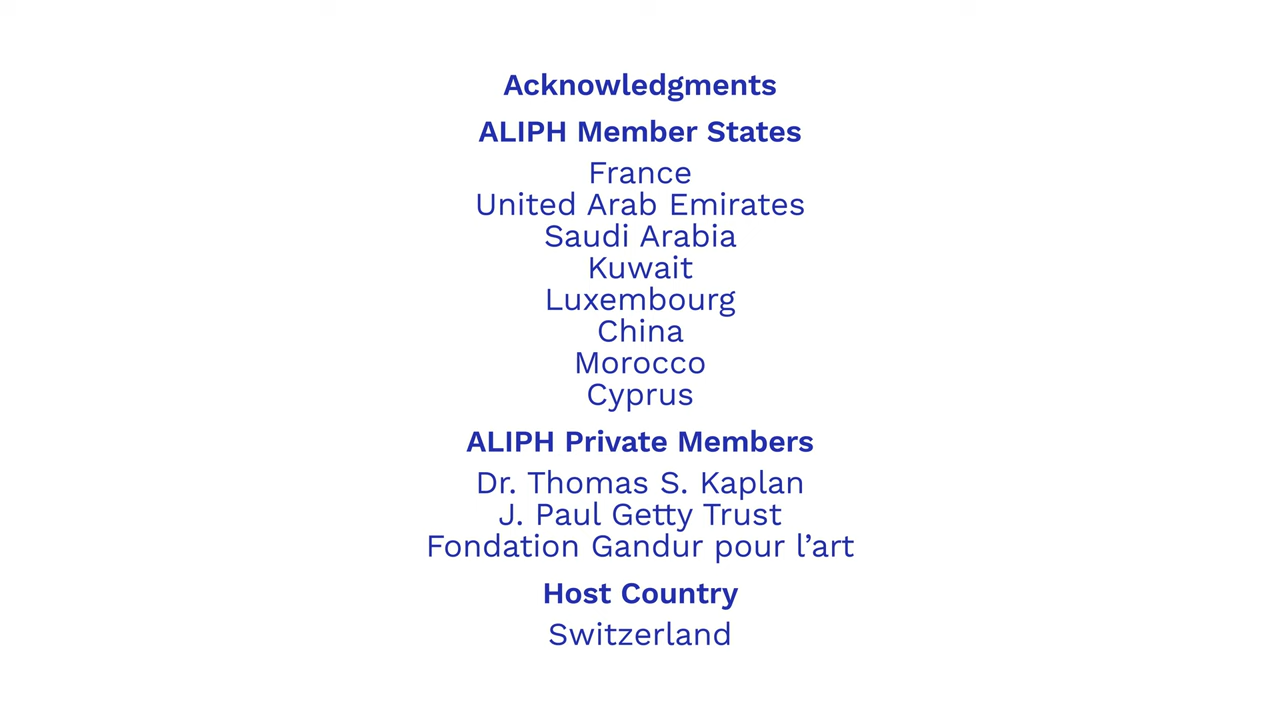 Acknowledgments
ALIPH Member States
France
United Arab Emirates
Saudi Arabia
Kuwait
Luxembourg
China
Morocco
Cyprus
ALIPH Private Members
Dr. Thomas S. Kaplan
J. Paul Getty Trust
Fondation Gandur pour l’art
Host Country
Switzerland